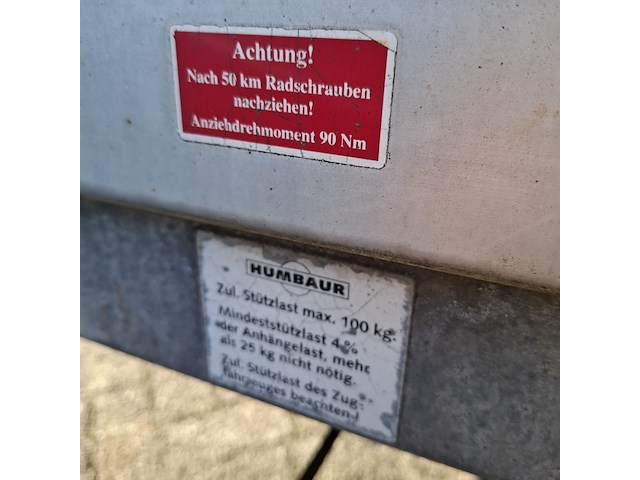 Achtung!
Nach 50 km Radschrauben
nachziehen!
Anziehdrehmoment 90 Nm
HUMBAUR
Zul. Stützlast max. 100 kg.
Mindeststützlast 4 %
der Anhängelast, mehr
als 25 kg nicht nötig.
Zul. Stützlast des Zug-
fahrzeuges beachten!